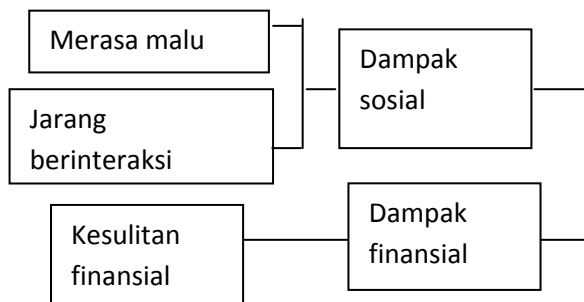 Merasa malu
Dampak
sosial
Jarang
berinteraksi
Dampak
finansial
Kesulitan
finansial